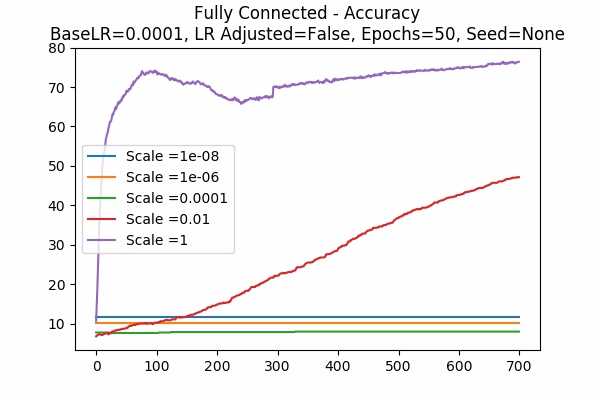 Fully Connected - Accuracy
BaseLR=0.0001, LR Adjusted=False, Epochs=50, Seed=None
80
70
60
50
40
30
20
10
Scale =1e-08
Scale =1e-06
Scale =0.0001
Scale =0.01
Scale =1
0 100 200 300 400 500 600 700